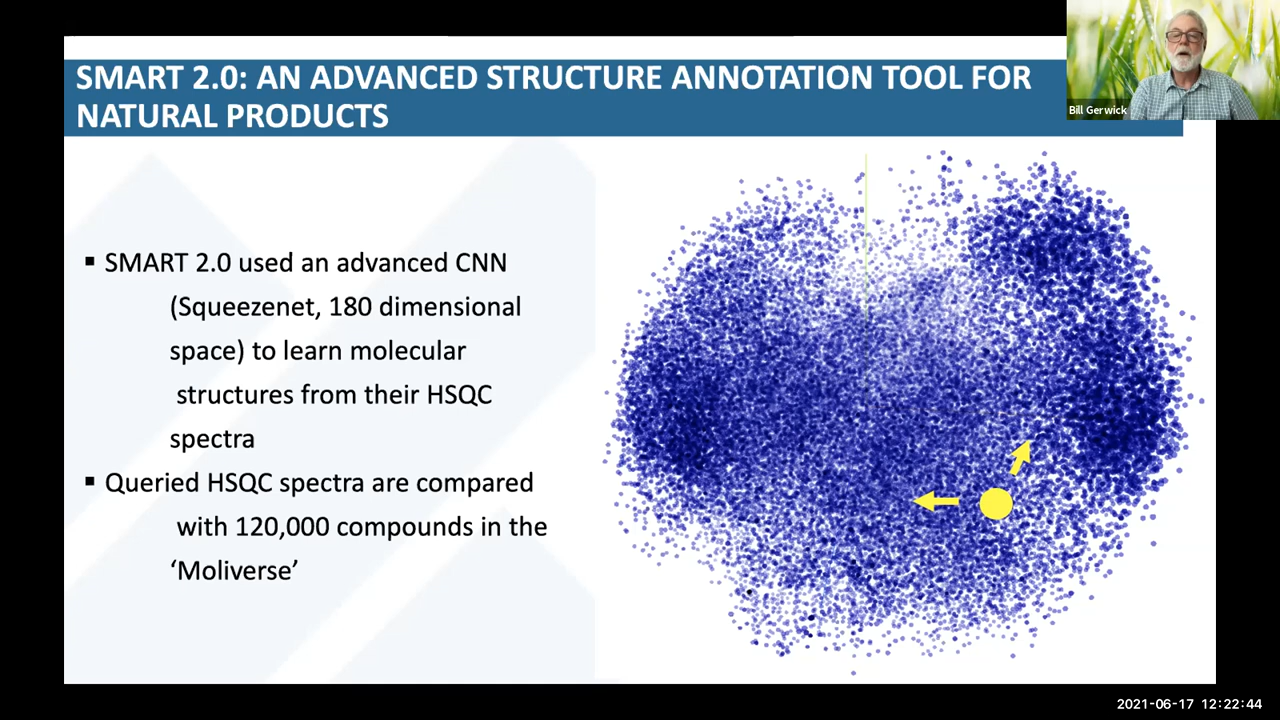 SMART 2.0: AN ADVANCED STRUCTURE ANNOTATION TOOL FOR
NATURAL PRODUCTS
Bill Gerwick
▪ SMART 2.0 used an advanced CNN
(Squeezenet, 180 dimensional
space) to learn molecular
structures from their HSQC
spectra
▪ Queried HSQC spectra are compared
with 120,000 compounds in the
‘Moliverse’
2021-06-17 12:22:44